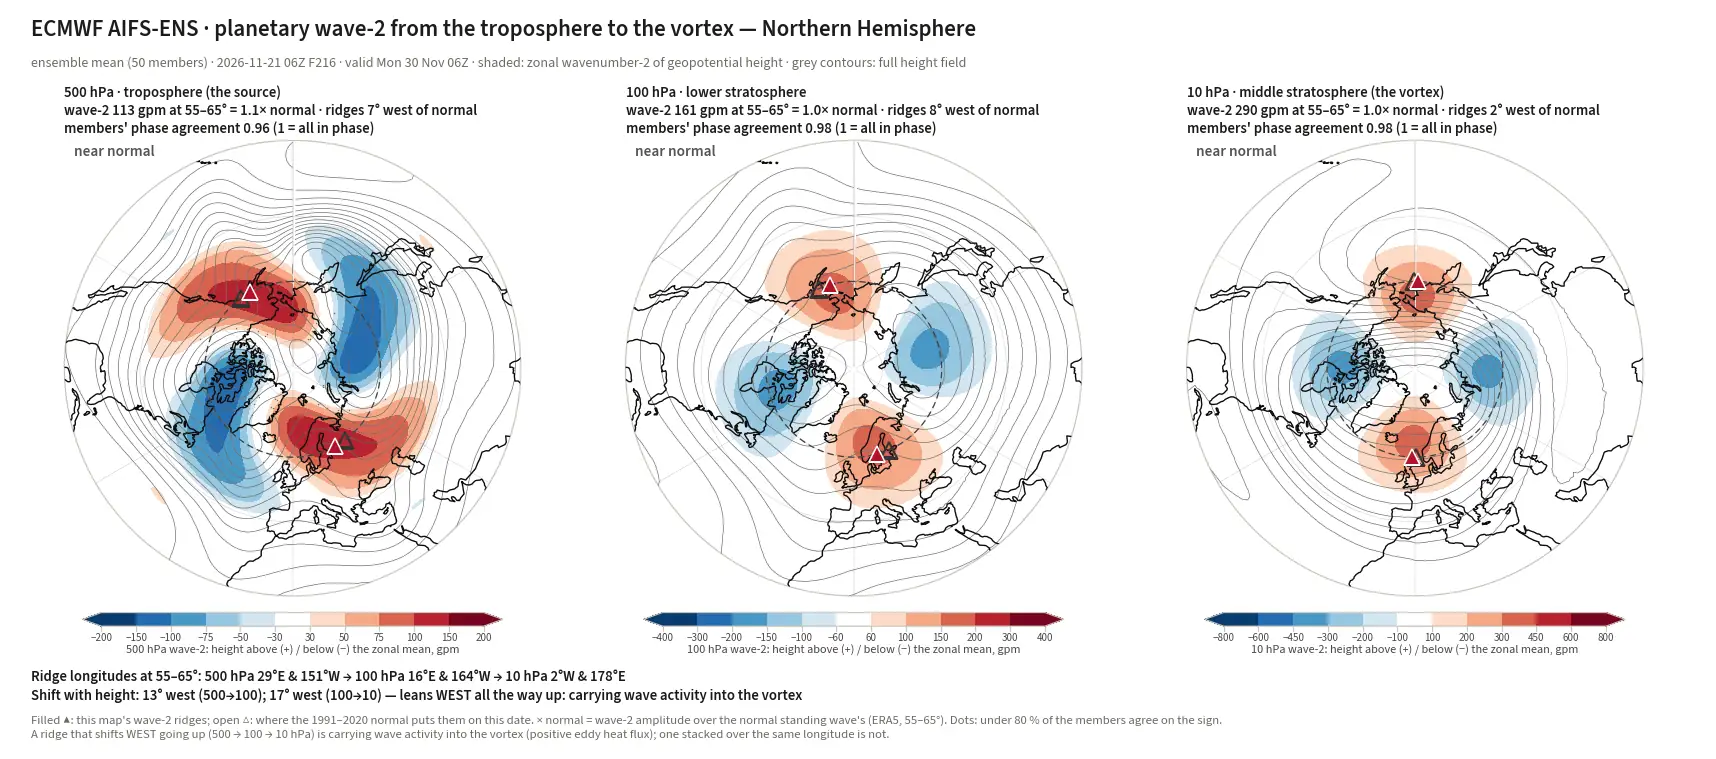 ECMWF AIFS-ENS · planetary wave-2 from the troposphere to the vortex — Northern Hemisphere
ensemble mean (50 members) · 2026-11-21 06Z F216 · valid Mon 30 Nov 06Z · shaded: zonal wavenumber-2 of geopotential height · grey contours: full height field
500 hPa · troposphere (the source)
wave-2 113 gpm at 55–65° = 1.1× normal · ridges 7° west of normal
members' phase agreement 0.96 (1 = all in phase)
near normal
100 hPa · lower stratosphere
wave-2 161 gpm at 55–65° = 1.0× normal · ridges 8° west of normal
members' phase agreement 0.98 (1 = all in phase)
near normal
10 hPa · middle stratosphere (the vortex)
wave-2 290 gpm at 55–65° = 1.0× normal · ridges 2° west of normal
members' phase agreement 0.98 (1 = all in phase)
near normal
−200 −150 −100 −75 −50 −30 30 50 75 100 150 200
500 hPa wave-2: height above (+) / below (−) the zonal mean, gpm
−400 −300 −200 −150 −100 −60 60 100 150 200 300 400
100 hPa wave-2: height above (+) / below (−) the zonal mean, gpm
−800 −600 −450 −300 −200 −100 100 200 300 450 600 800
10 hPa wave-2: height above (+) / below (−) the zonal mean, gpm
Ridge longitudes at 55–65°: 500 hPa 29°E & 151°W → 100 hPa 16°E & 164°W → 10 hPa 2°W & 178°E
Shift with height: 13° west (500→100); 17° west (100→10) — leans WEST all the way up: carrying wave activity into the vortex
Filled ▲: this map's wave-2 ridges; open △: where the 1991–2020 normal puts them on this date. × normal = wave-2 amplitude over the normal standing wave's (ERA5, 55–65°). Dots: under 80 % of the members agree on the sign.
A ridge that shifts WEST going up (500 → 100 → 10 hPa) is carrying wave activity into the vortex (positive eddy heat flux); one stacked over the same longitude is not.